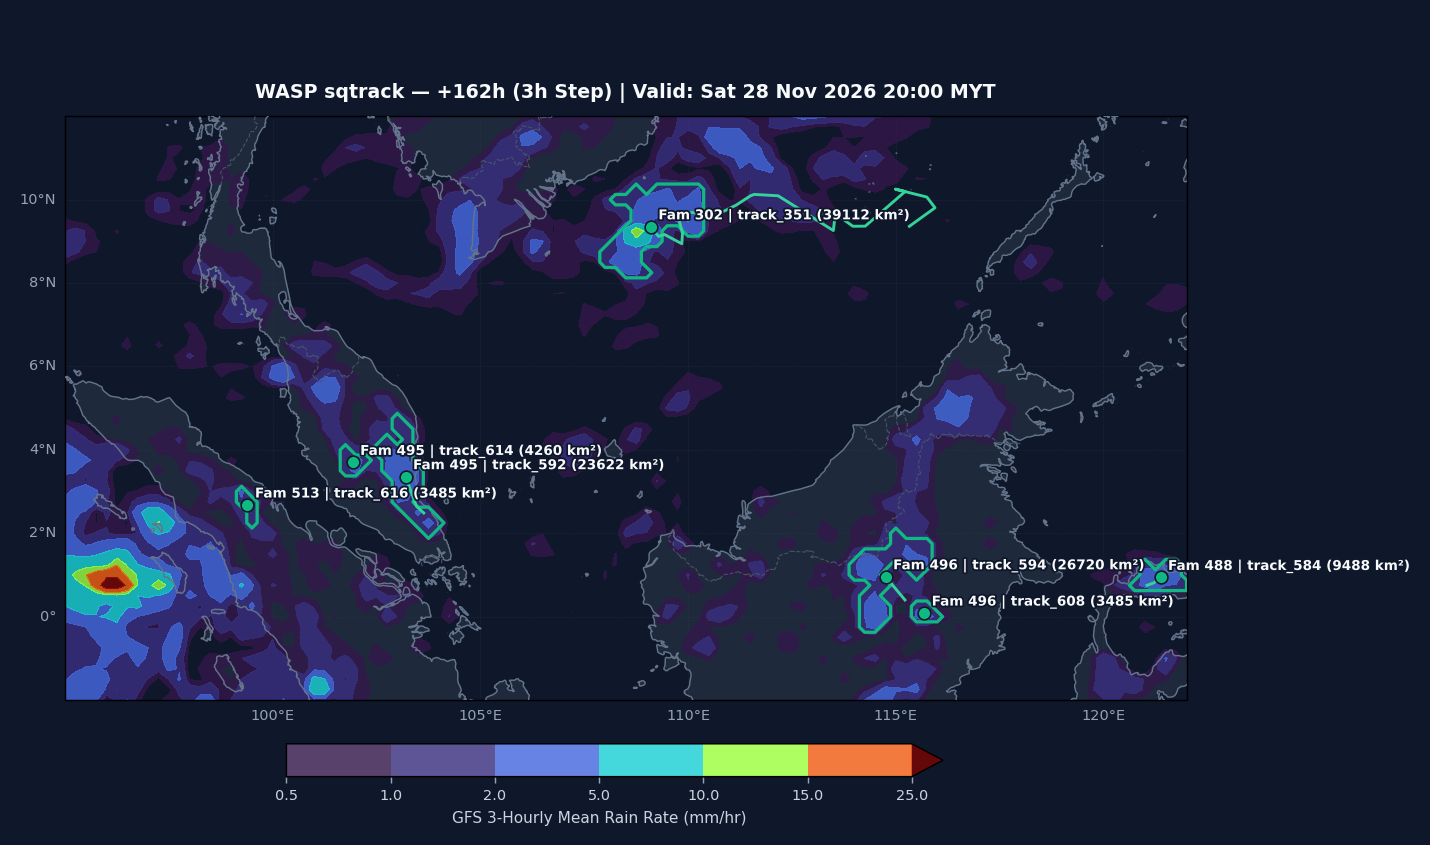 WASP sqtrack — +162h (3h Step) | Valid: Sat 28 Nov 2026 20:00 MYT
10°N
8°N
6°N
4°N
2°N
0°
Fam 302 | track_351 (39112 km²)
Fam 495 | track_614 (4260 km²)
Fam 495 | track_592 (23622 km²)
Fam 513 | track_616 (3485 km²)
Fam 496 | track_594 (26720 km²)
Fam 488 | track_584 (9488 km²)
Fam 496 | track_608 (3485 km²)
100°E
105°E
110°E
115°E
120°E
0.5
1.0
2.0
5.0
10.0
15.0
25.0
GFS 3-Hourly Mean Rain Rate (mm/hr)